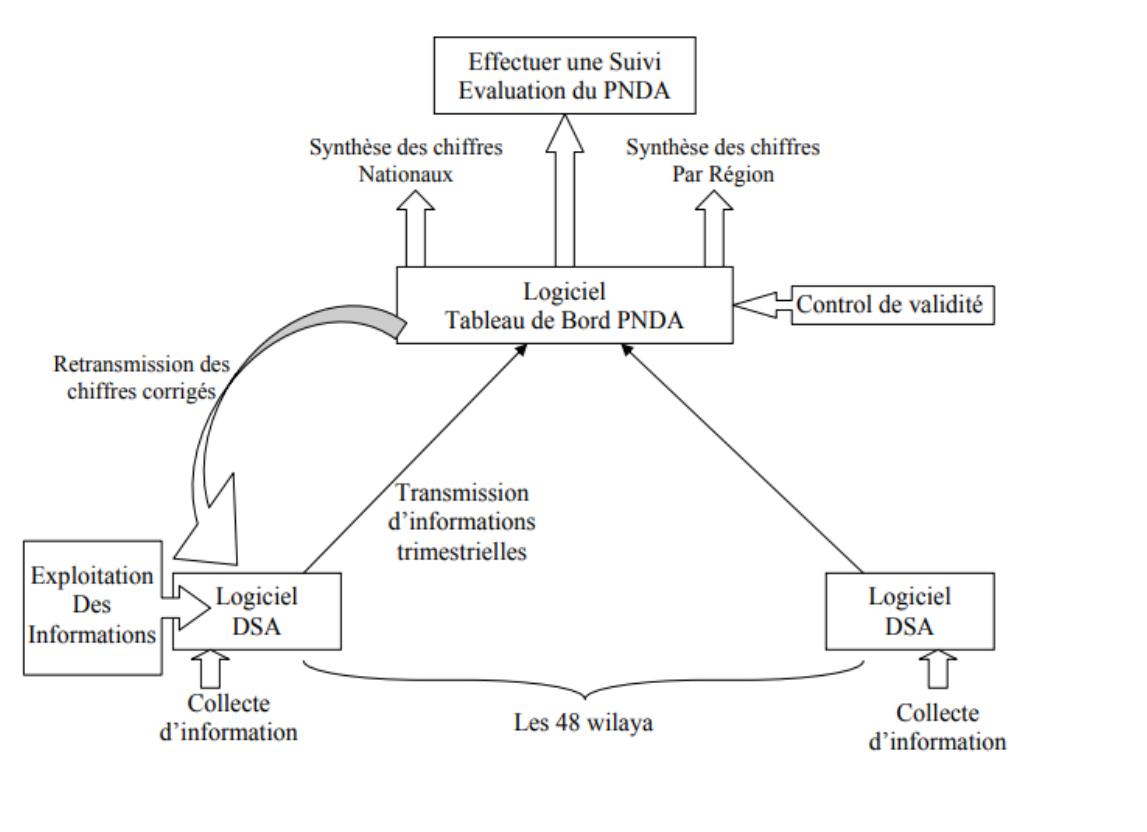 Effectuer une Suivi
Evaluation du PNDA
Synthèse des chiffres
Nationaux
Synthèse des chiffres
Par Région
Logiciel
Tableau de Bord PNDA
Control de validité
Retransmission des
chiffres corrigés
Transmission
d’informations
trimestrielles
Exploitation
Des
Informations
Logiciel
DSA
Logiciel
DSA
Collecte
d’information
Les 48 wilaya
Collecte
d’information